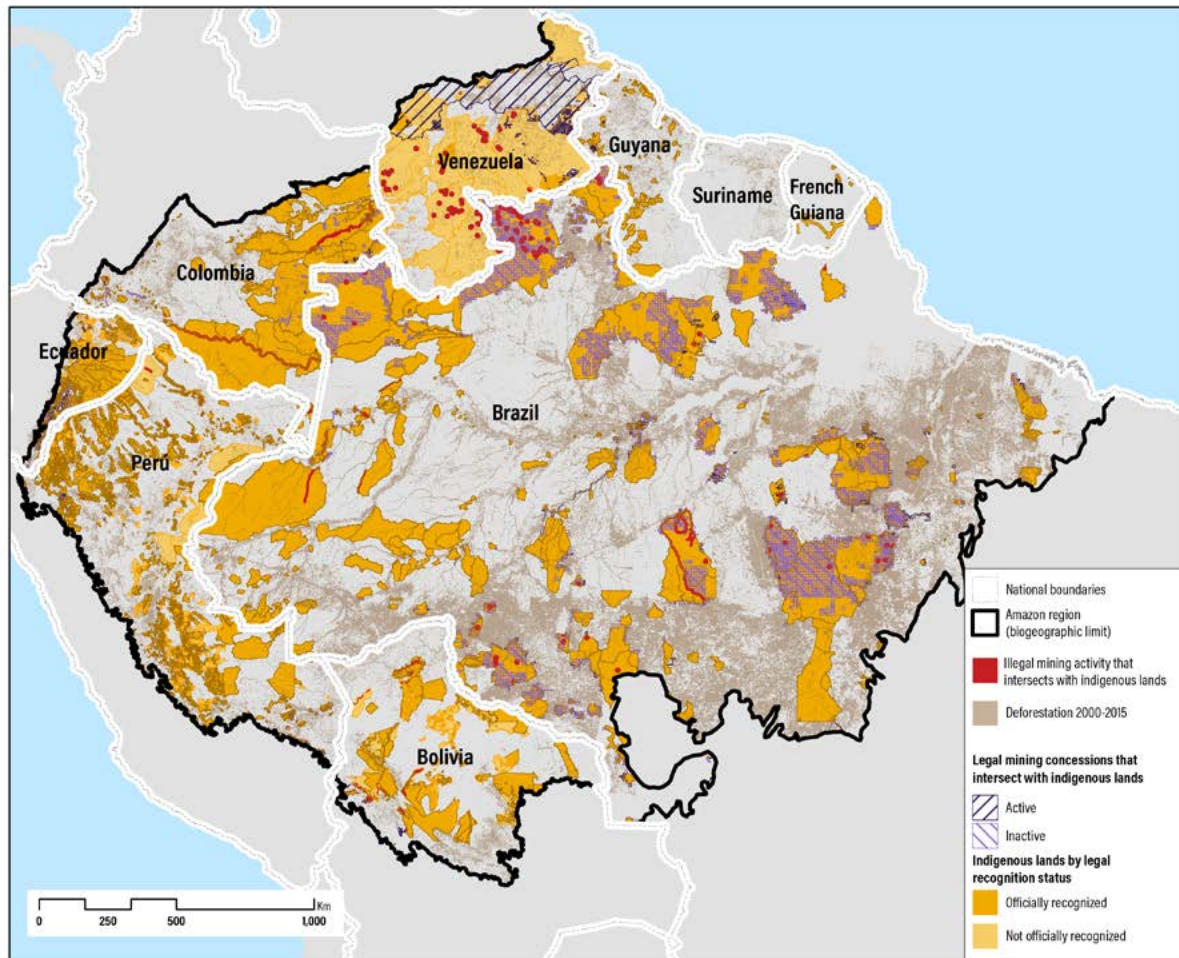 Venezuela
Guyana
Suriname
French
Guiana
Colombia
Ecuador
Perú
Brazil
Bolivia
National boundaries
Amazon region
(biogeographic limit)
Illegal mining activity that
intersects with indigenous lands
Deforestation 2000-2015
Legal mining concessions that
intersect with indigenous lands
Active
Inactive
Indigenous lands by legal
recognition status
Officially recognized
Not officially recognized
Km
0 250 500 1,000